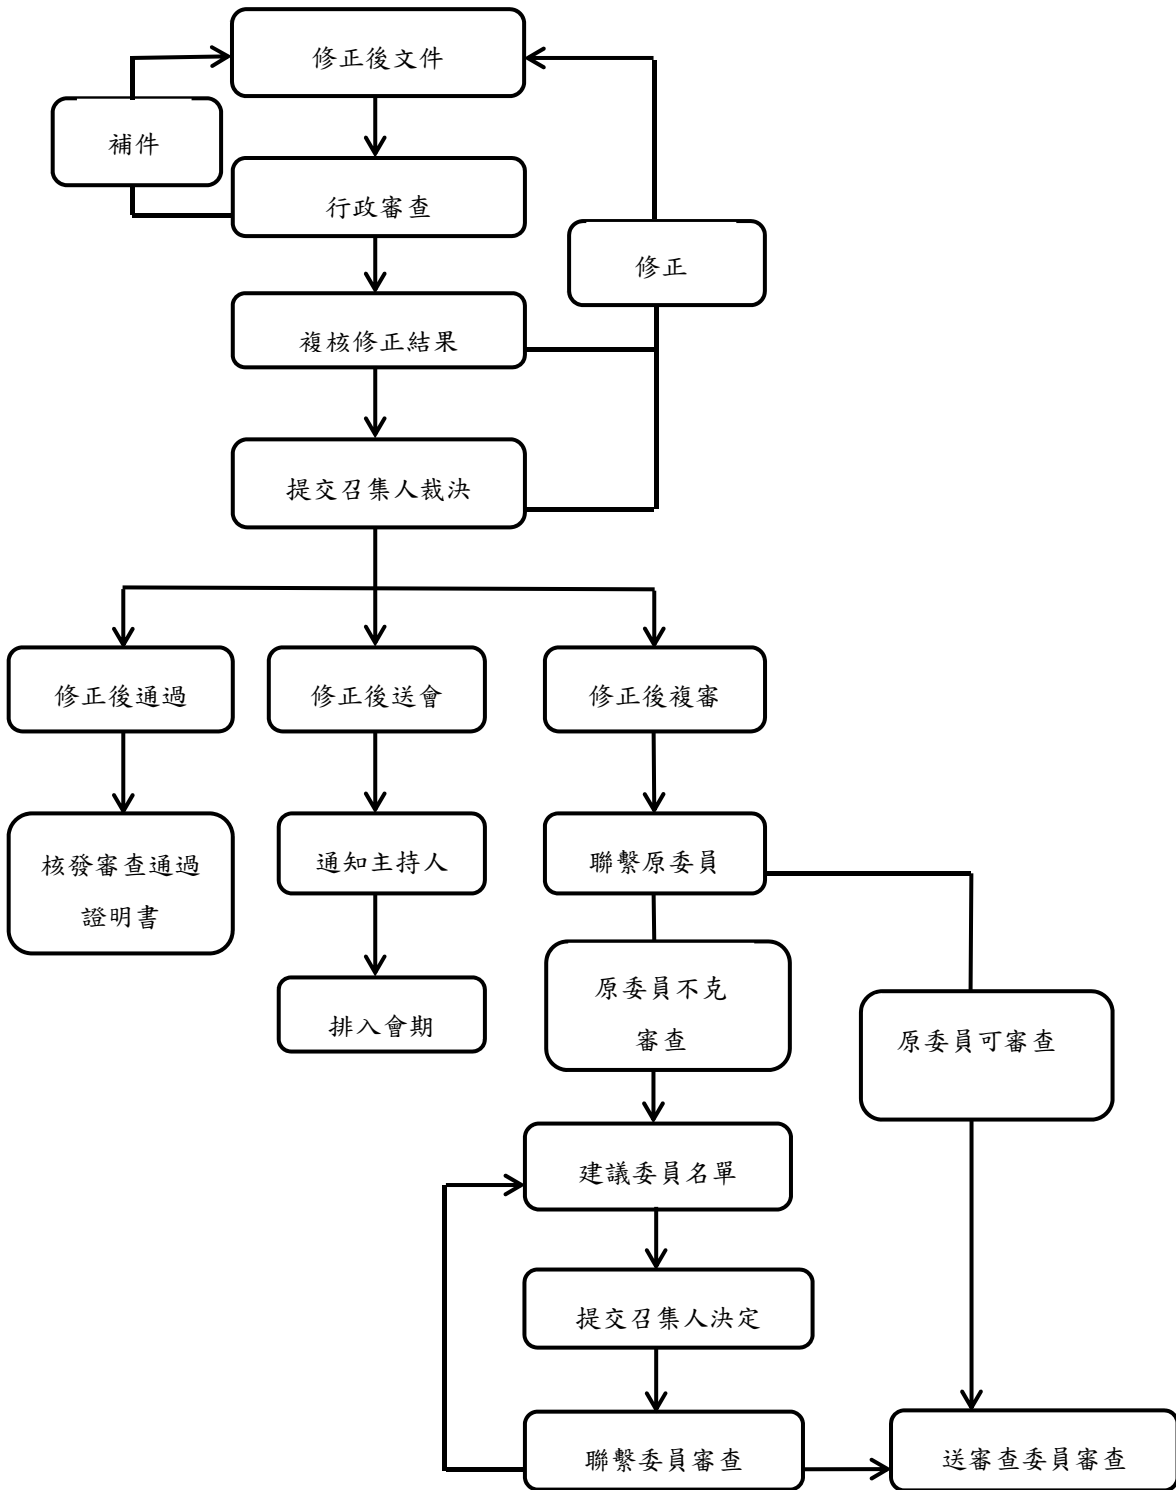 修正後文件
補件
行政審查
修正
複核修正結果
提交召集人裁決
修正後通過
修正後送會
修正後複審
核發審查通過
證明書
通知主持人
聯繫原委員
排入會期
原委員不克
審查
原委員可審查
建議委員名單
提交召集人決定
聯繫委員審查
送審查委員審查